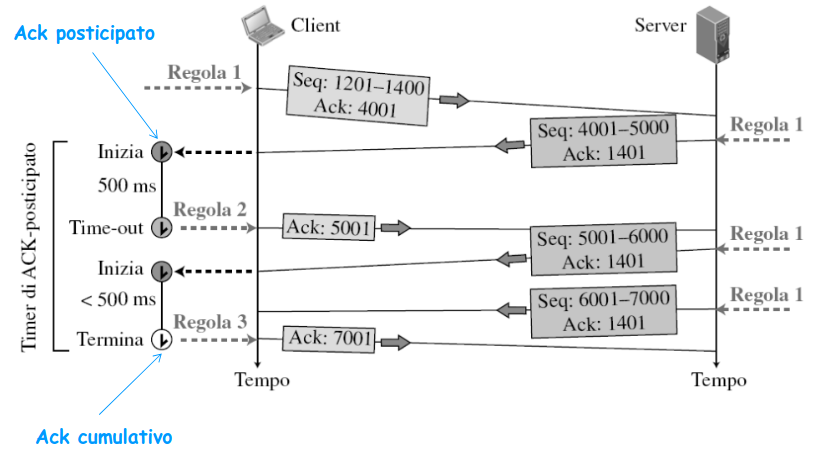 Ack posticipato
Client
Server
Regola 1
Seq: 1201–1400
Ack: 4001
Seq: 4001–5000
Ack: 1401
Regola 1
Timer di ACK-posticipato
Inizia
500 ms
Time-out
Regola 2
Ack: 5001
Seq: 5001–6000
Ack: 1401
Regola 1
Inizia
< 500 ms
Termina
Seq: 6001–7000
Ack: 1401
Regola 1
Regola 3
Ack: 7001
Tempo
Tempo
Ack cumulativo